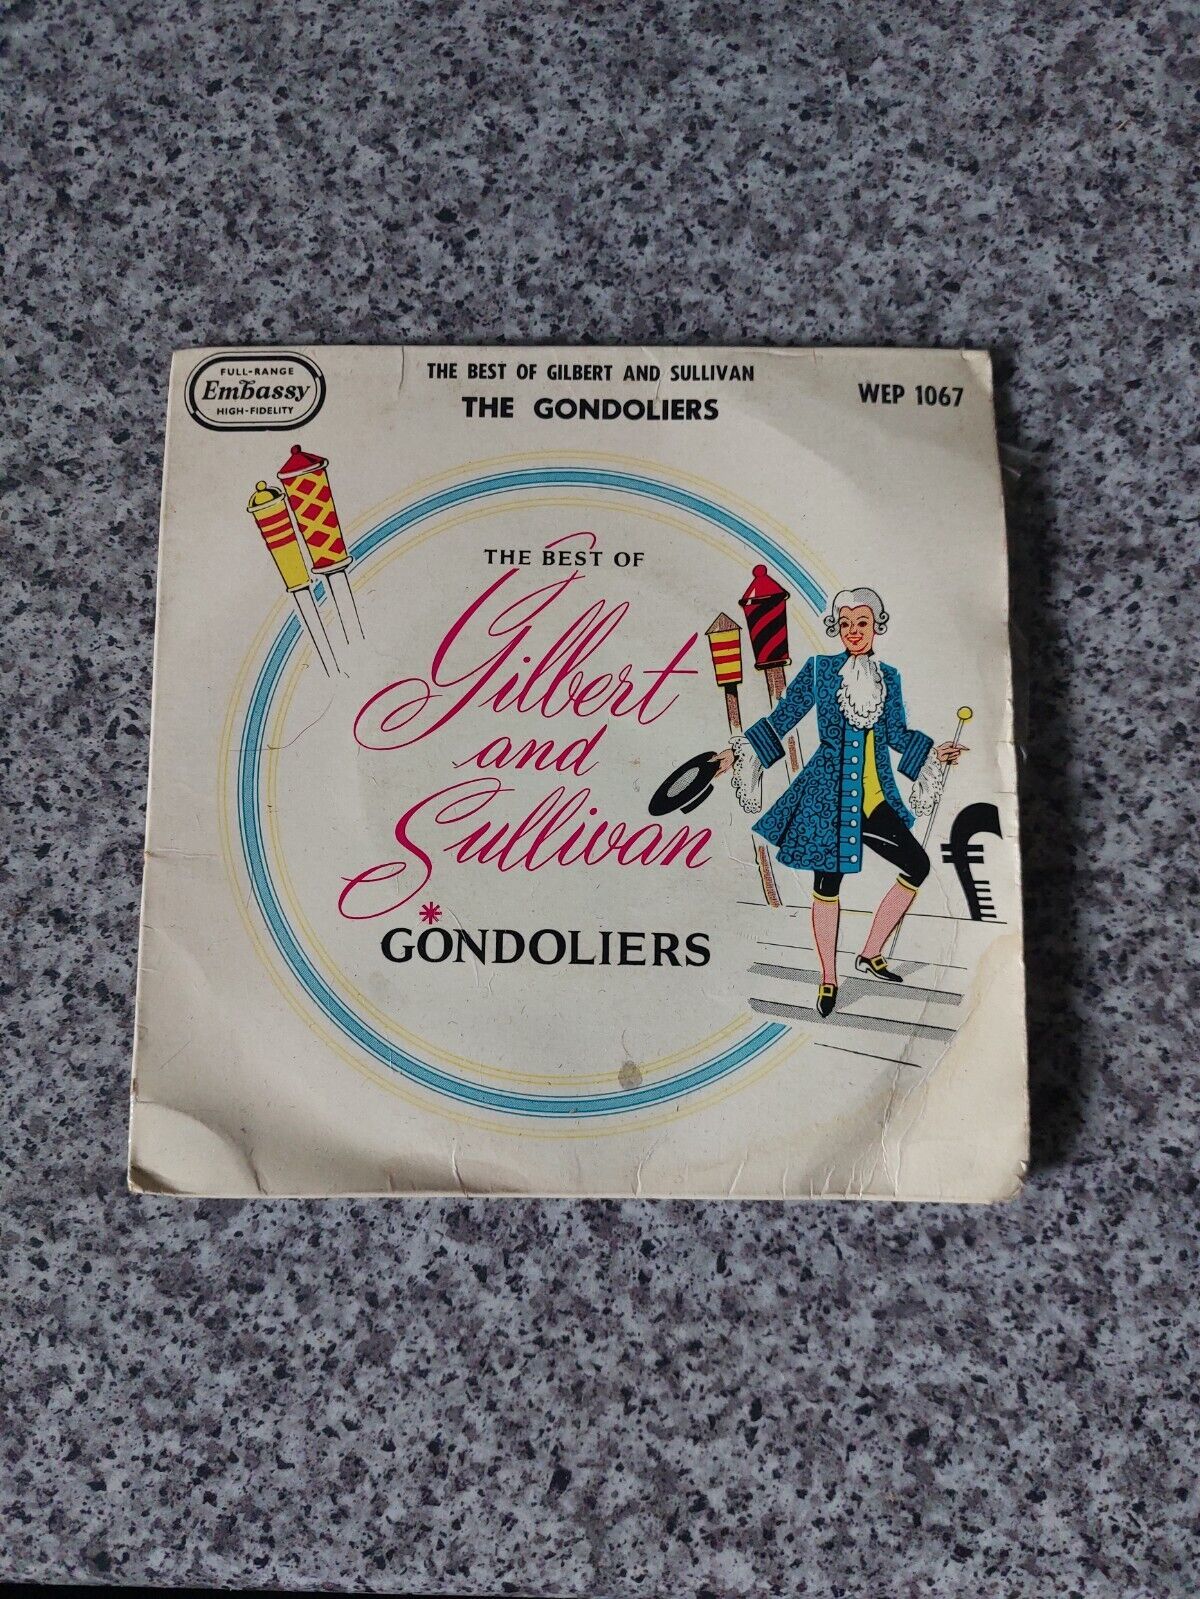 FULL-RANGE
Embassy
HIGH-FIDELITY
THE BEST OF GILBERT AND SULLIVAN
THE GONDOLIERS
WEP 1067
THE BEST OF
Gilbert
and
Sullivan
GONDOLIERS